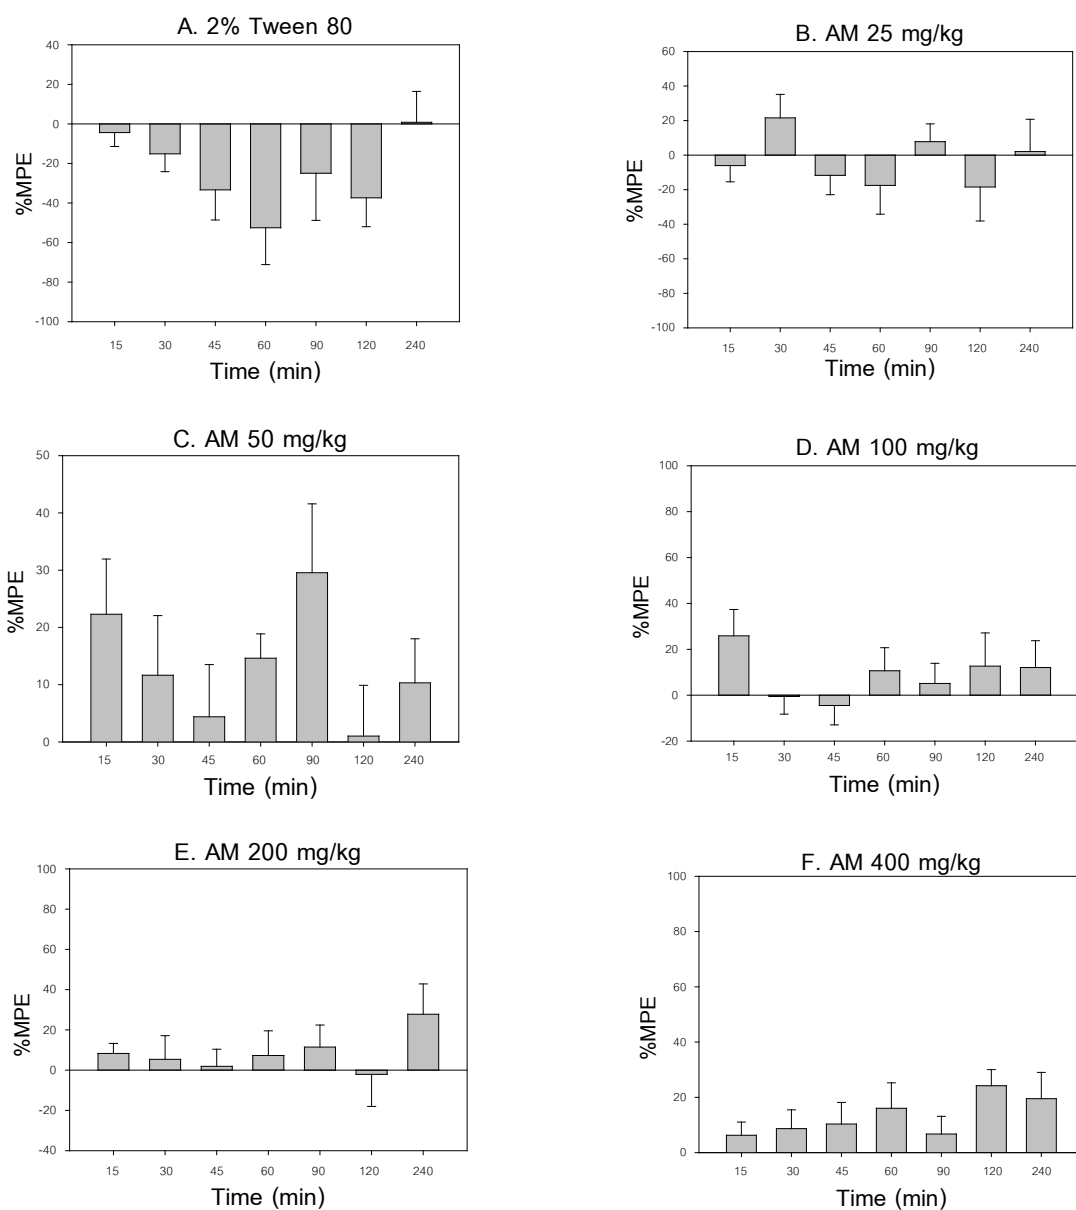 A. 2% Tween 80
40
20
0
-20
-40
-60
-80
-100
%MPE
15 30 45 60 90 120 240
Time (min)
B. AM 25 mg/kg
60
40
20
0
-20
-40
-60
-80
-100
%MPE
15 30 45 60 90 120 240
Time (min)
C. AM 50 mg/kg
50
40
30
20
10
0
%MPE
15 30 45 60 90 120 240
Time (min)
D. AM 100 mg/kg
100
80
60
40
20
0
-20
%MPE
15 30 45 60 90 120 240
Time (min)
E. AM 200 mg/kg
100
80
60
40
20
0
-20
-40
%MPE
15 30 45 60 90 120 240
Time (min)
F. AM 400 mg/kg
100
80
60
40
20
0
%MPE
15 30 45 60 90 120 240
Time (min)